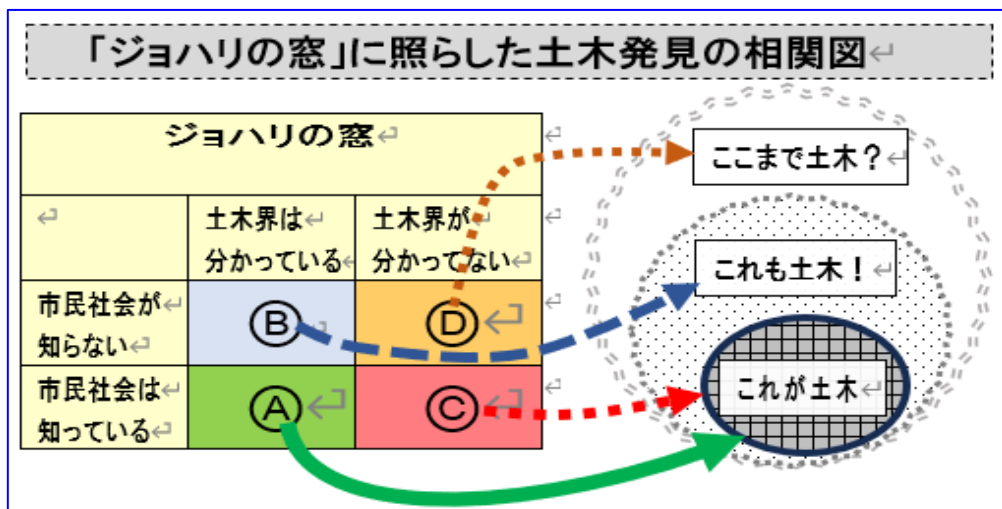 「ジョハリの窓」に照らした土木発見の相関図↵
ジョハリの窓↵
↵
↵
土木界は↵
分かっている↵
土木界が↵
分かってない↵
↵
市民社会が↵
知らない↵
Ⓑ↵
Ⓓ↵
↵
市民社会は↵
知っている↵
Ⓐ↵
Ⓒ↵
↵
ここまで土木？↵
これも土木！↵
これが土木↵